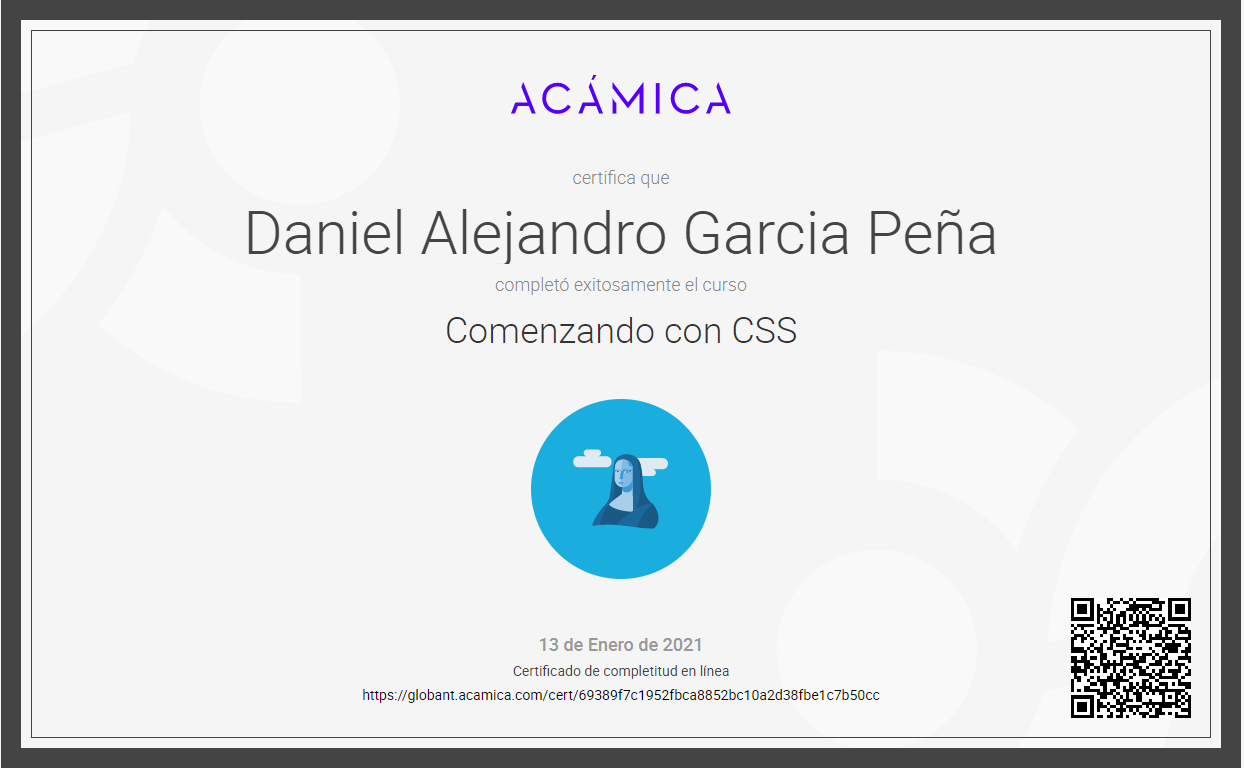 ACÁMICA
certifica que
Daniel Alejandro Garcia Peña
completó exitosamente el curso
Comenzando con CSS
13 de Enero de 2021
Certificado de completitud en línea
https://globant.acamica.com/cert/69389f7c1952fbca8852bc10a2d38fbe1c7b50cc